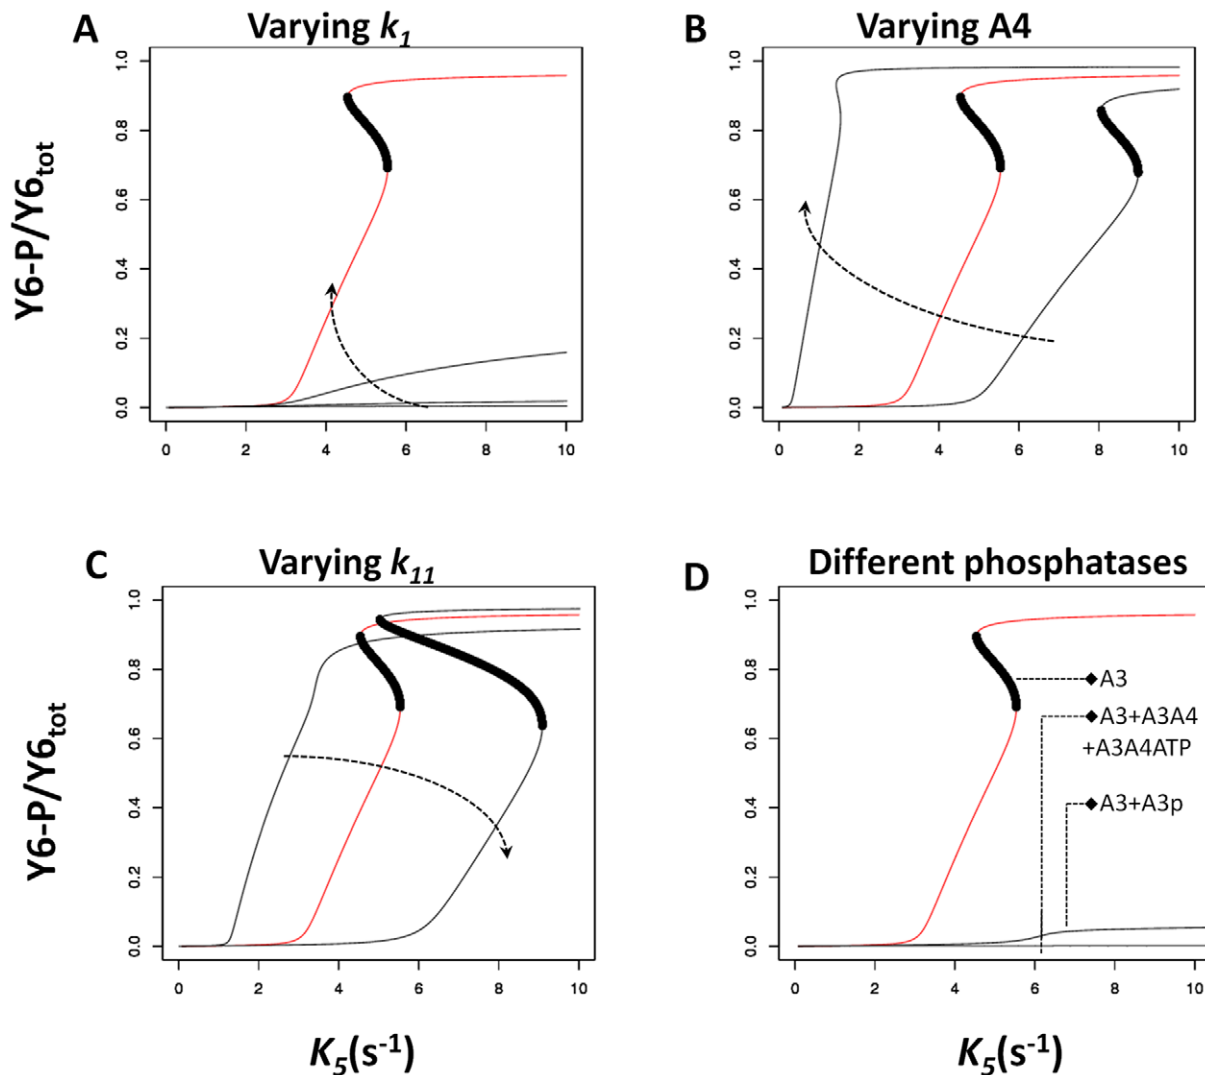 A Varying k1
B Varying A4
Y6-P/Y6tot
1.0
0.8
0.6
0.4
0.2
0.0
0 2 4 6 8 10
1.0
0.8
0.6
0.4
0.2
0.0
0 2 4 6 8 10
C Varying k11
D Different phosphatases
Y6-P/Y6tot
1.0
0.8
0.6
0.4
0.2
0.0
0 2 4 6 8 10
K5(s-1)
1.0
0.8
0.6
0.4
0.2
0.0
A3
A3+A3A4
+A3A4ATP
A3+A3p
0 2 4 6 8 10
K5(s-1)